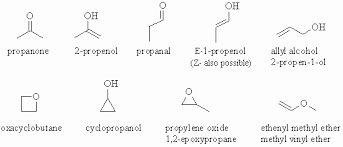 O
OH
O
OH
OH
propanone
2-propenol
propanal
E-1-propenol
allyl alcohol
(Z- also possible)
2-propen-1-ol
O
OH
O
O
oxacyclobutane
cyclopropanol
propylene oxide
ethenyl methyl ether
1,2-epoxypropane
methyl vinyl ether